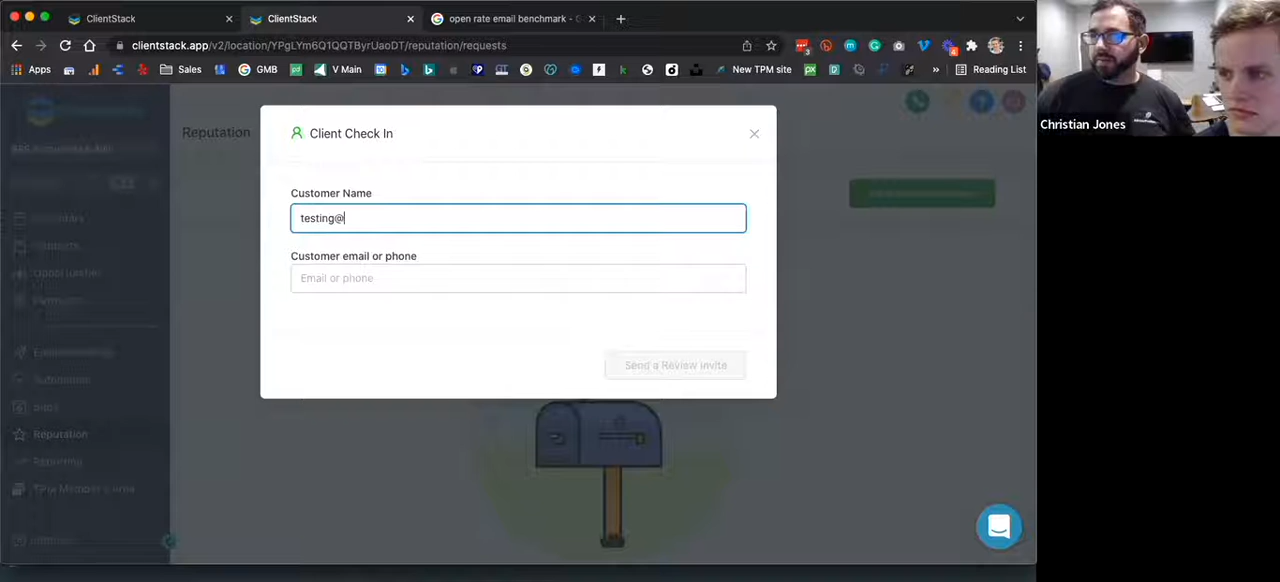 ClientStack
ClientStack
open rate email benchmark - G
clientstack.app/v2/location/YPgLYm6Q1QQTByrUaoDT/reputation/requests
Apps
Sales
GMB
V Main
New TPM site
Reading List
Christian Jones
Reputation
Client Check In
Customer Name
testing@
Customer email or phone
Email or phone
Send a Review Invite
Reputation
Reporting